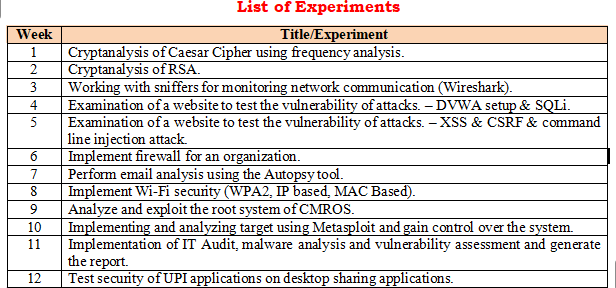 List of Experiments
Week Title/Experiment
1 Cryptanalysis of Caesar Cipher using frequency analysis.
2 Cryptanalysis of RSA.
3 Working with sniffers for monitoring network communication (Wireshark).
4 Examination of a website to test the vulnerability of attacks. – DVWA setup & SQLi.
5 Examination of a website to test the vulnerability of attacks. – XSS & CSRF & command
line injection attack.
6 Implement firewall for an organization.
7 Perform email analysis using the Autopsy tool.
8 Implement Wi-Fi security (WPA2, IP based, MAC Based).
9 Analyze and exploit the root system of CMROS.
10 Implementing and analyzing target using Metasploit and gain control over the system.
11 Implementation of IT Audit, malware analysis and vulnerability assessment and generate
the report.
12 Test security of UPI applications on desktop sharing applications.